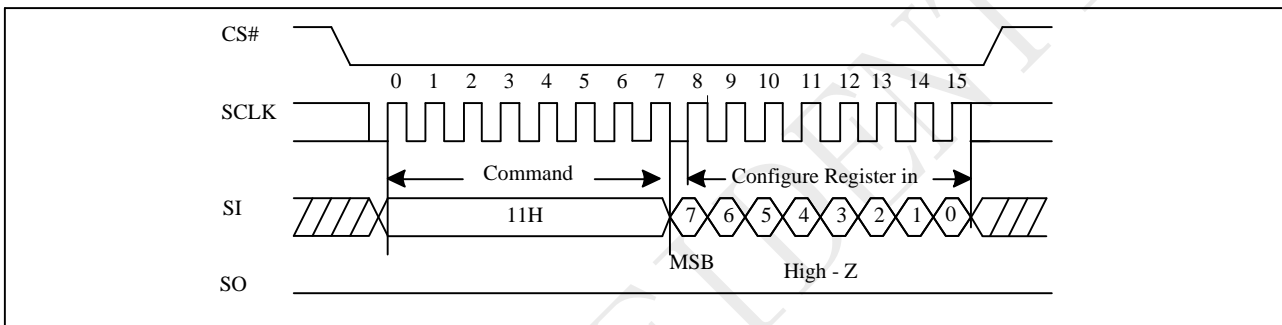 CS#
0 1 2 3 4 5 6 7 8 9 10 11 12 13 14 15
SCLK
Command Configure Register in
SI 11H 7 6 5 4 3 2 1 0
MSB High - Z
SO